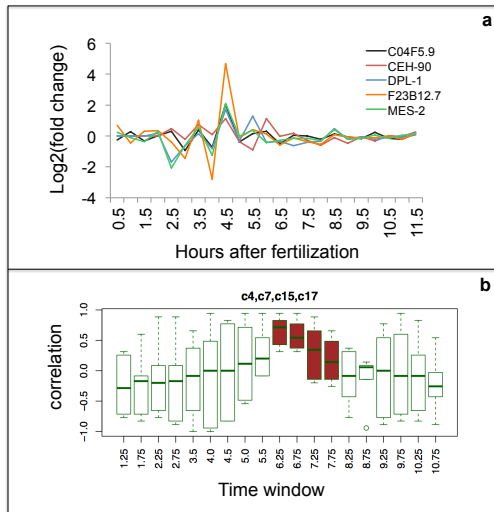 a
6
4
2
0
-2
-4
Log2(fold change)
C04F5.9
CEH-90
DPL-1
F23B12.7
MES-2
0.5 1.5 2.5 3.5 4.5 5.5 6.5 7.5 8.5 9.5 10.5 11.5
Hours after fertilization
b
c4,c7,c15,c17
1.0
0.5
0.0
-0.5
-1.0
correlation
1.25 1.75 2.25 2.75 3.5 4.0 4.5 5.0 5.5 6.25 6.75 7.25 7.75 8.25 8.75 9.25 9.75 10.25 10.75
Time window